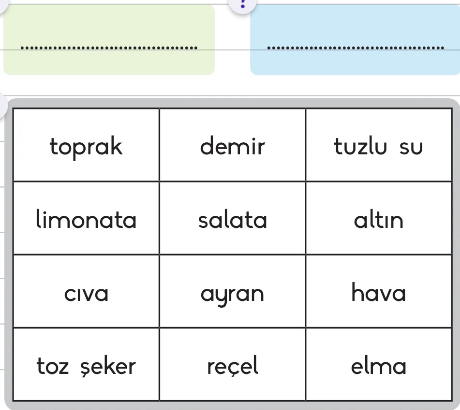 ?
toprak demir tuzlu su
limonata salata altın
cıva ayran hava
toz şeker reçel elma